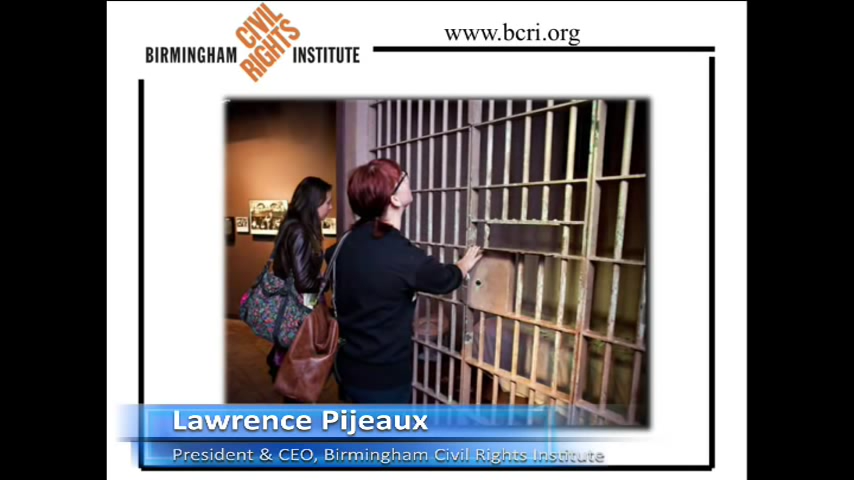 BIRMINGHAM CIVIL RIGHTS INSTITUTE
www.bcri.org
Lawrence Pijeaux
President & CEO, Birmingham Civil Rights Institute